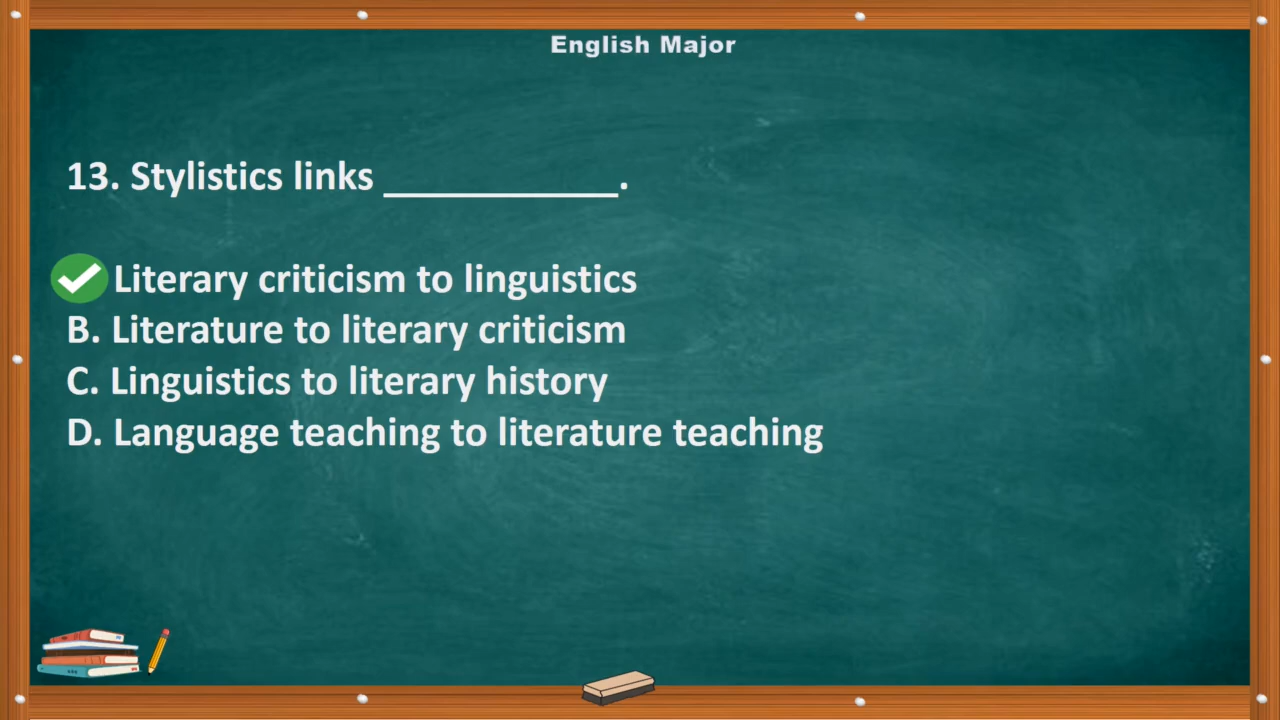 English Major
13. Stylistics links ___________.
Literary criticism to linguistics
B. Literature to literary criticism
C. Linguistics to literary history
D. Language teaching to literature teaching